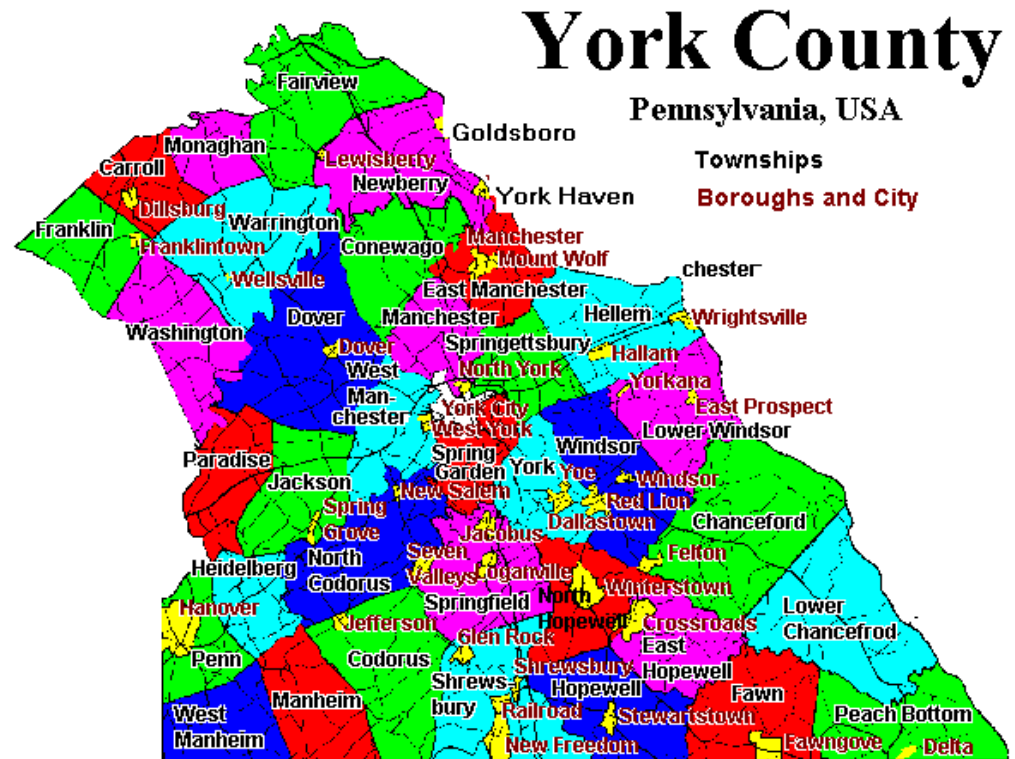 York County
Pennsylvania, USA
Townships
Boroughs and City
Fairview
Goldsboro
Monaghan
Lewisberry
Carroll
Newberry
York Haven
Dillsburg
Franklin
Warrington
Conewago
Manchester
Franklintown
Mount Wolf
chester
Wellsville
East Manchester
Dover
Manchester
Hellem
Wrightsville
Washington
Springettsbury
Dover
Hallam
West
Man-
chester
North York
Yorkana
York City
East Prospect
West York
Lower Windsor
Windsor
Spring
Garden
Paradise
York
Yoe
Jackson
Windsor
New Salem
Red Lion
Spring
Grove
Dallastown
Chanceford
Jacobus
Seven
Valleys
Felton
North
Codorus
Heidelberg
Loganville
Winterstown
North
Hopewell
Springfield
Hanover
Lower
Chancefrod
Jefferson
Crossroads
Glen Rock
East
Hopewell
Penn
Codorus
Shrewsbury
Shrews-
bury
Hopewell
Manheim
Fawn
Railroad
Stewartstown
West
Manheim
Peach Bottom
New Freedom
Fawngove
Delta